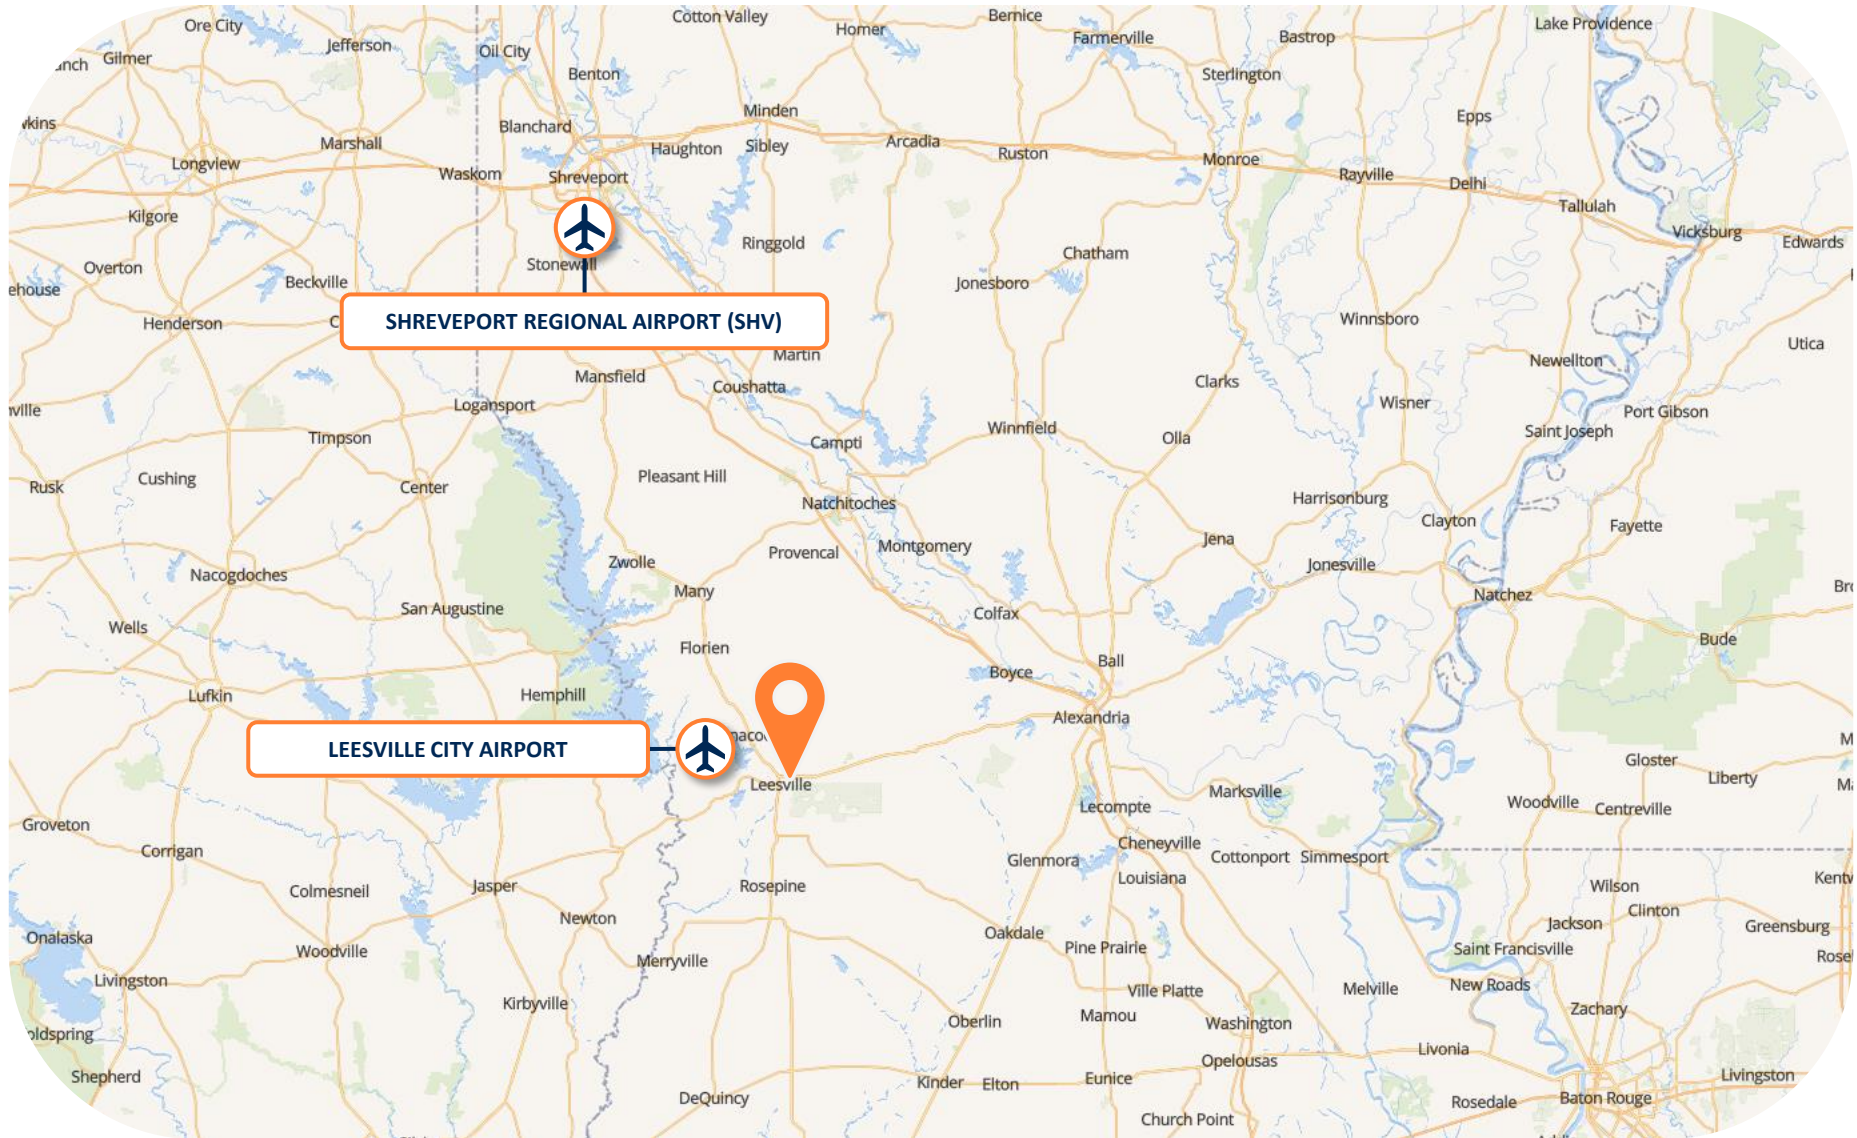 Ore City
Cotton Valley
Homer
Bernice
Farmerville
Bastrop
Lake Providence
Gilmer
Jefferson
Oil City
Benton
Sterlington
Minden
Epps
Blanchard
Marshall
Haughton
Sibley
Arcadia
Ruston
Monroe
Longview
Waskom
Shreveport
Rayville
Delhi
Tallulah
Kilgore
Vicksburg
Edwards
Ringgold
Chatham
Overton
Beckville
Stonewall
Jonesboro
Henderson
SHREVEPORT REGIONAL AIRPORT (SHV)
Winnsboro
Utica
Martin
Newellton
Mansfield
Coushatta
Clarks
Wisner
Logansport
Port Gibson
Timpson
Campti
Winnfield
Olla
Saint Joseph
Rusk
Cushing
Center
Pleasant Hill
Natchitoches
Harrisonburg
Clayton
Fayette
Nacogdoches
Zwolle
Provencal
Montgomery
Jena
Jonesville
Many
Natchez
San Augustine
Colfax
Wells
Florien
Bude
Lufkin
Hemphill
Boyce
Ball
Alexandria
LEESVILLE CITY AIRPORT
Gloster
Liberty
Leesville
Marksville
Lecompte
Woodville
Centreville
Groveton
Corrigan
Glenmora
Cheneyville
Cottonport
Simmesport
Colmesneil
Jasper
Rosepine
Louisiana
Wilson
Newton
Clinton
Jackson
Greensburg
Onalaska
Woodville
Merryville
Oakdale
Pine Prairie
Saint Francisville
Livingston
Kirbyville
Ville Platte
Melville
New Roads
Oberlin
Mamou
Washington
Zachary
Shepherd
Opelousas
Livonia
DeQuincy
Kinder
Elton
Eunice
Livingston
Church Point
Rosedale
Baton Rouge